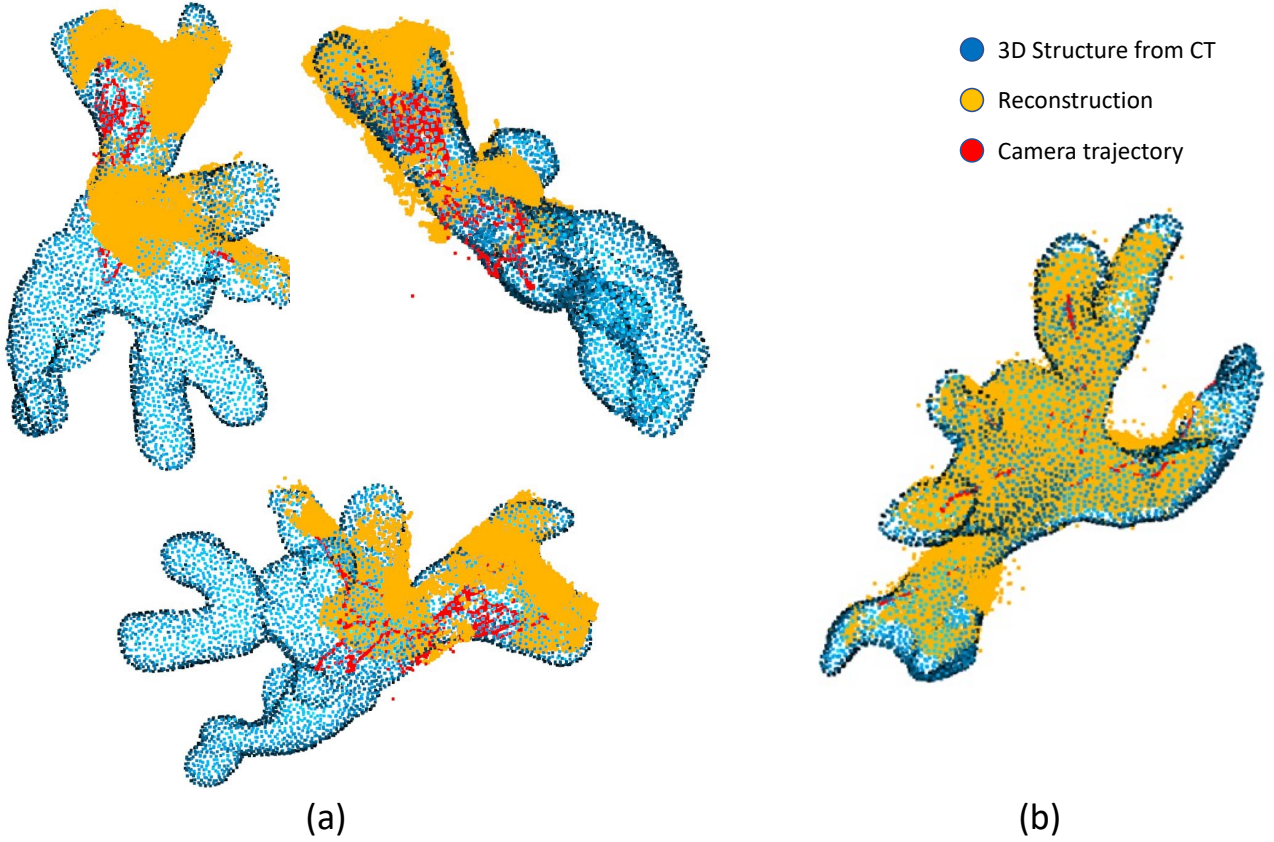 3D Structure from CT
Reconstruction
Camera trajectory
(a)
(b)